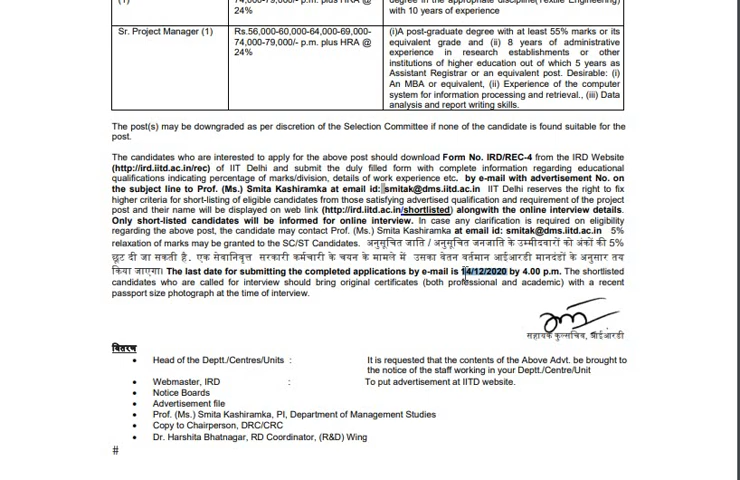 (1)
74,000-79,000/- p.m. plus HRA @
24%
degree in the appropriate discipline(Textile Engineering)
with 10 years of experience
Sr. Project Manager (1)
Rs.56,000-60,000-64,000-69,000-
74,000-79,000/- p.m. plus HRA @
24%
(i)A post-graduate degree with at least 55% marks or its
equivalent grade and (ii) 8 years of administrative
experience in research establishments or other
institutions of higher education out of which 5 years as
Assistant Registrar or an equivalent post. Desirable: (i)
An MBA or equivalent, (ii) Experience of the computer
system for information processing and retrieval., (iii) Data
analysis and report writing skills.
The post(s) may be downgraded as per discretion of the Selection Committee if none of the candidate is found suitable for the
post.
The candidates who are interested to apply for the above post should download Form No. IRD/REC-4 from the IRD Website
(http://ird.iitd.ac.in/rec) of IIT Delhi and submit the duly filled form with complete information regarding educational
qualifications indicating percentage of marks/division, details of work experience etc. by e-mail with advertisement No. on
the subject line to Prof. (Ms.) Smita Kashiramka at email id: smitak@dms.iitd.ac.in IIT Delhi reserves the right to fix
higher criteria for short-listing of eligible candidates from those satisfying advertised qualification and requirement of the project
post and their name will be displayed on web link (http://ird.iitd.ac.in/shortlisted) alongwith the online interview details.
Only short-listed candidates will be informed for online interview. In case any clarification is required on eligibility
regarding the above post, the candidate may contact Prof. (Ms.) Smita Kashiramka at email id: smitak@dms.iitd.ac.in 5%
relaxation of marks may be granted to the SC/ST Candidates. अनुसूचित जाति / अनुसूचित जनजाति के उम्मीदवारों को अंकों की 5%
छूट दी जा सकती है. एक सेवानिवृत्त सरकारी कर्मचारी के चयन के मामले में उसका वेतन वर्तमान आईआरडी मानदंडों के अनुसार तय
किया जाएगा। The last date for submitting the completed applications by e-mail is 14/12/2020 by 4.00 p.m. The shortlisted
candidates who are called for interview should bring original certificates (both professional and academic) with a recent
passport size photograph at the time of interview.
सहायक कुलसचिव, आईआरडी
वितरण
• Head of the Deptt./Centres/Units : It is requested that the contents of the Above Advt. be brought to
the notice of the staff working in your Deptt./Centre/Unit
• Webmaster, IRD : To put advertisement at IITD website.
• Notice Boards
• Advertisement file
• Prof. (Ms.) Smita Kashiramka, PI, Department of Management Studies
• Copy to Chairperson, DRC/CRC
• Dr. Harshita Bhatnagar, RD Coordinator, (R&D) Wing
#